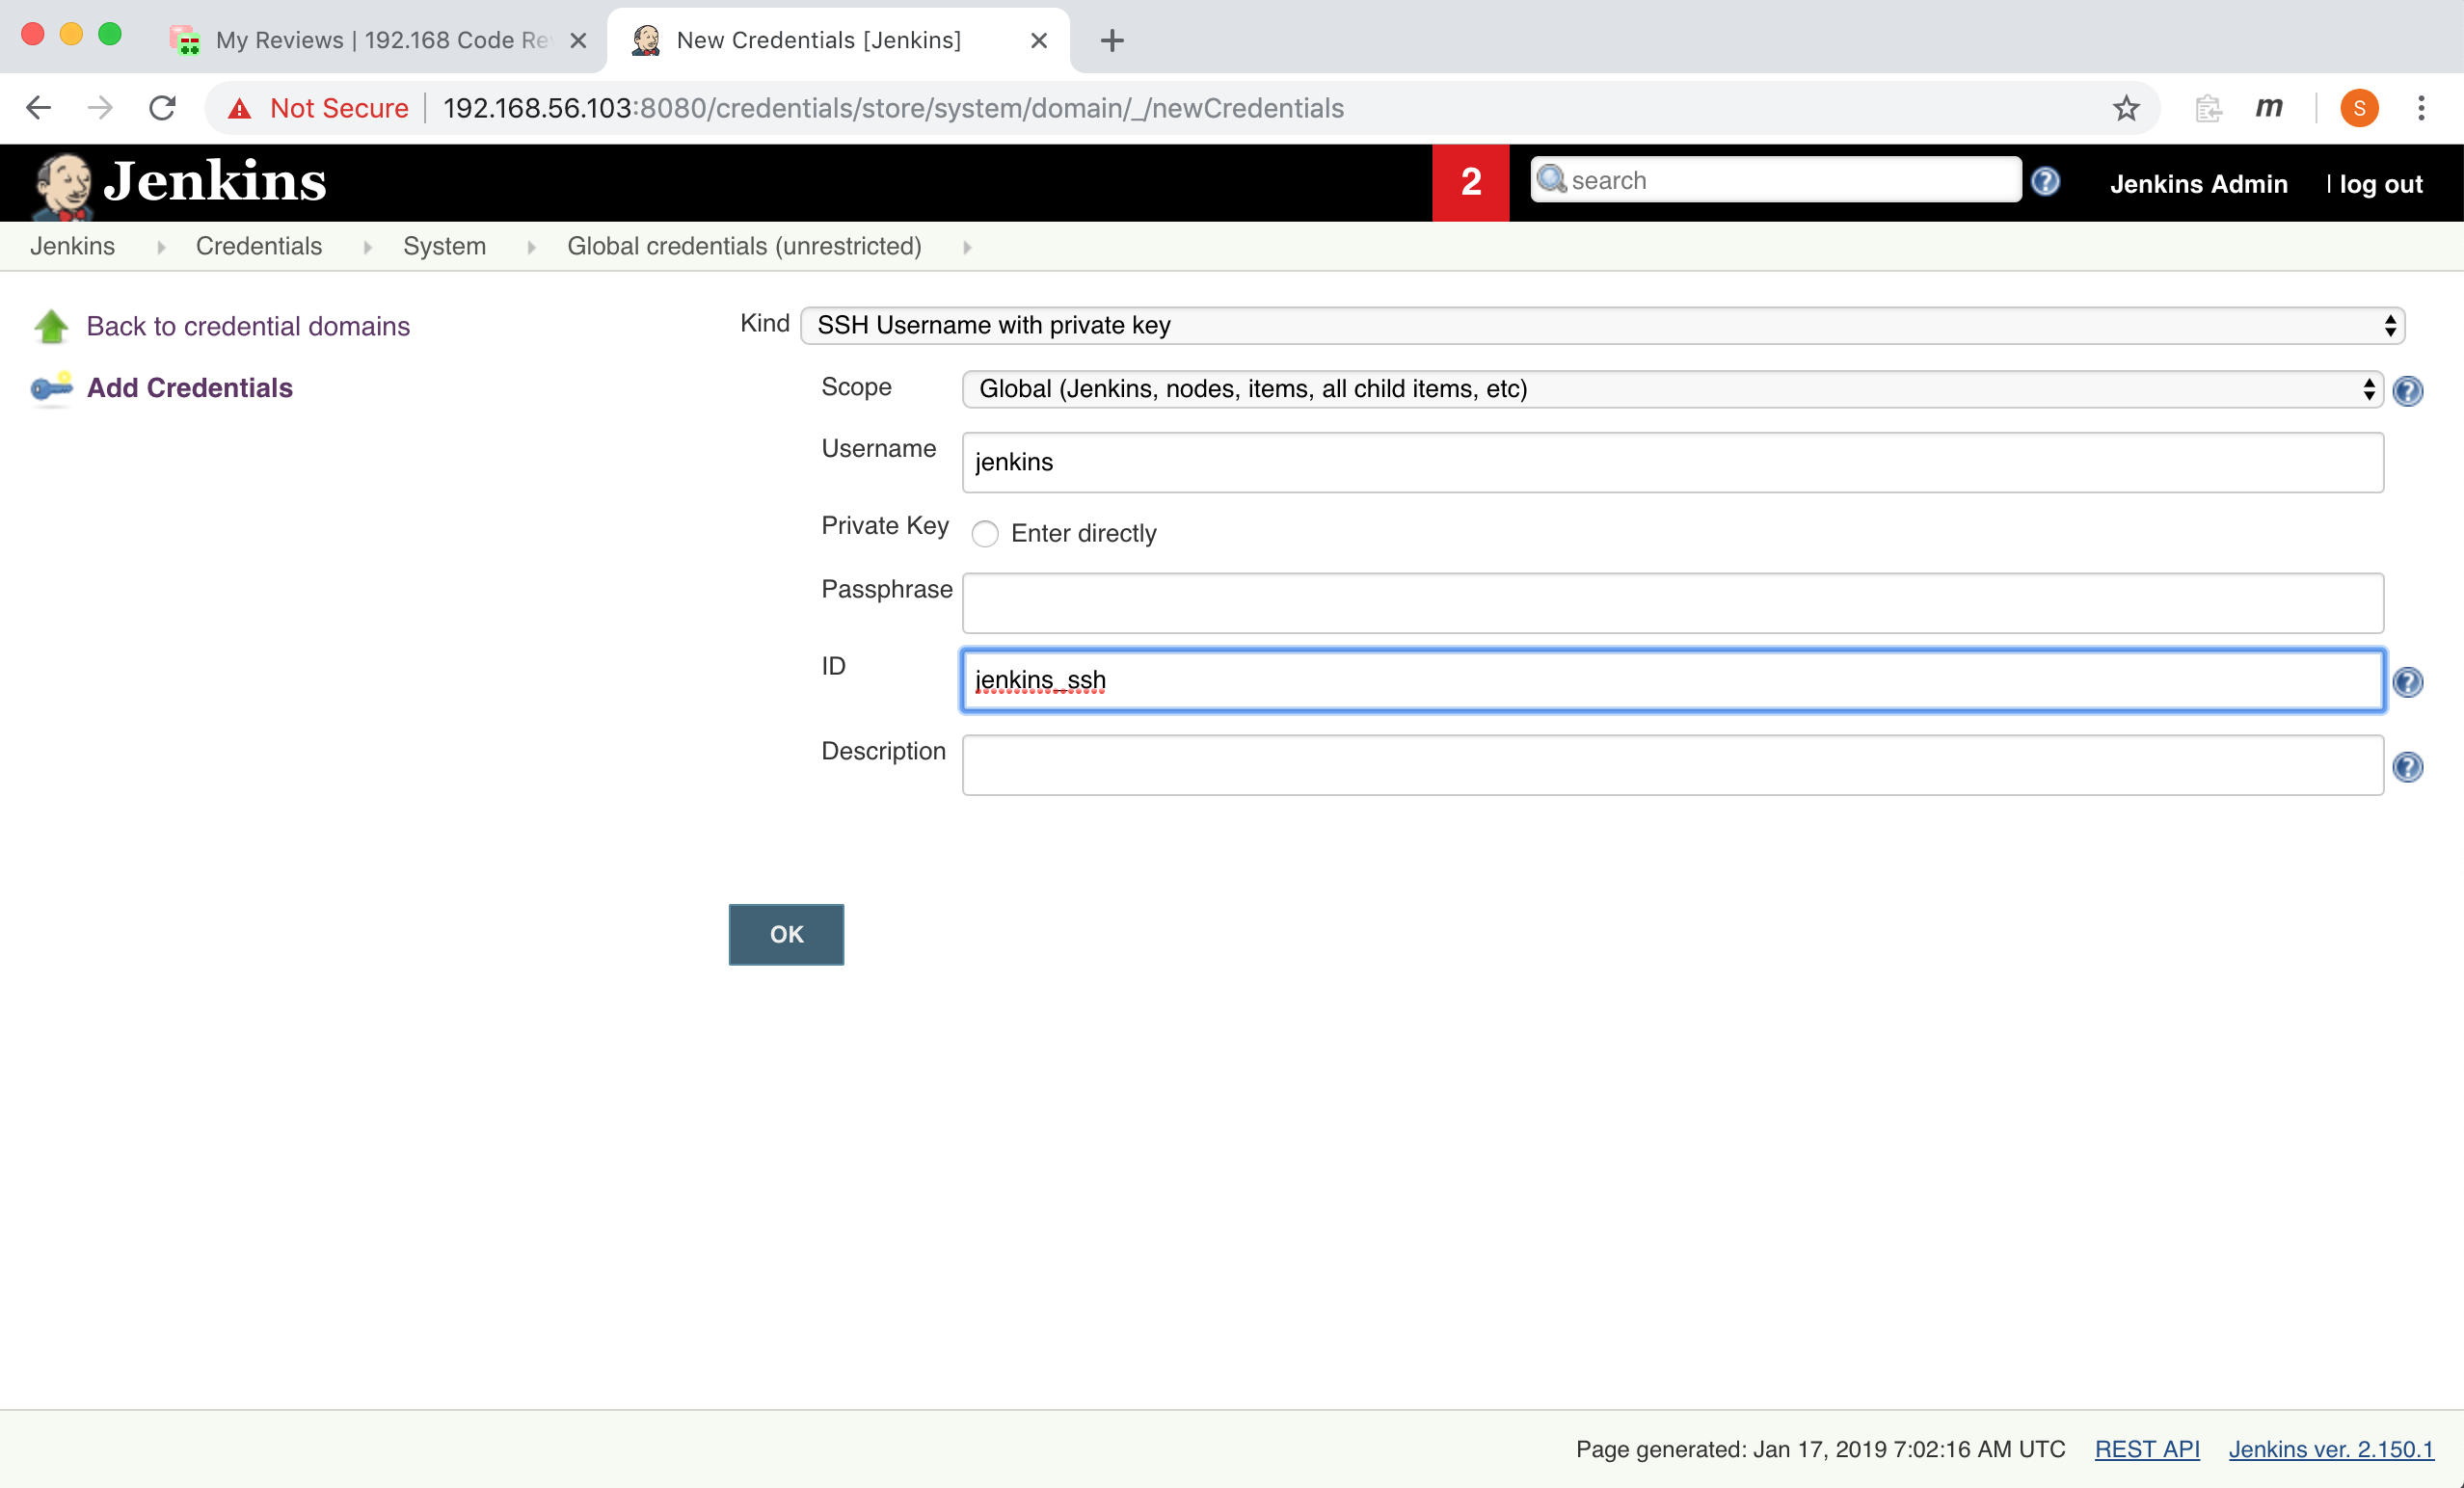 My Reviews | 192.168 Code Re
New Credentials [Jenkins]
Not Secure
192.168.56.103:8080/credentials/store/system/domain/_/newCredentials
m
S
Jenkins
2
search
?
Jenkins Admin
| log out
Jenkins
Credentials
System
Global credentials (unrestricted)
Back to credential domains
Add Credentials
Kind
SSH Username with private key
Scope
Global (Jenkins, nodes, items, all child items, etc)
?
Username
jenkins
Private Key
Enter directly
Passphrase
ID
jenkins_ssh
?
Description
?
OK
Page generated: Jan 17, 2019 7:02:16 AM UTC
REST API
Jenkins ver. 2.150.1